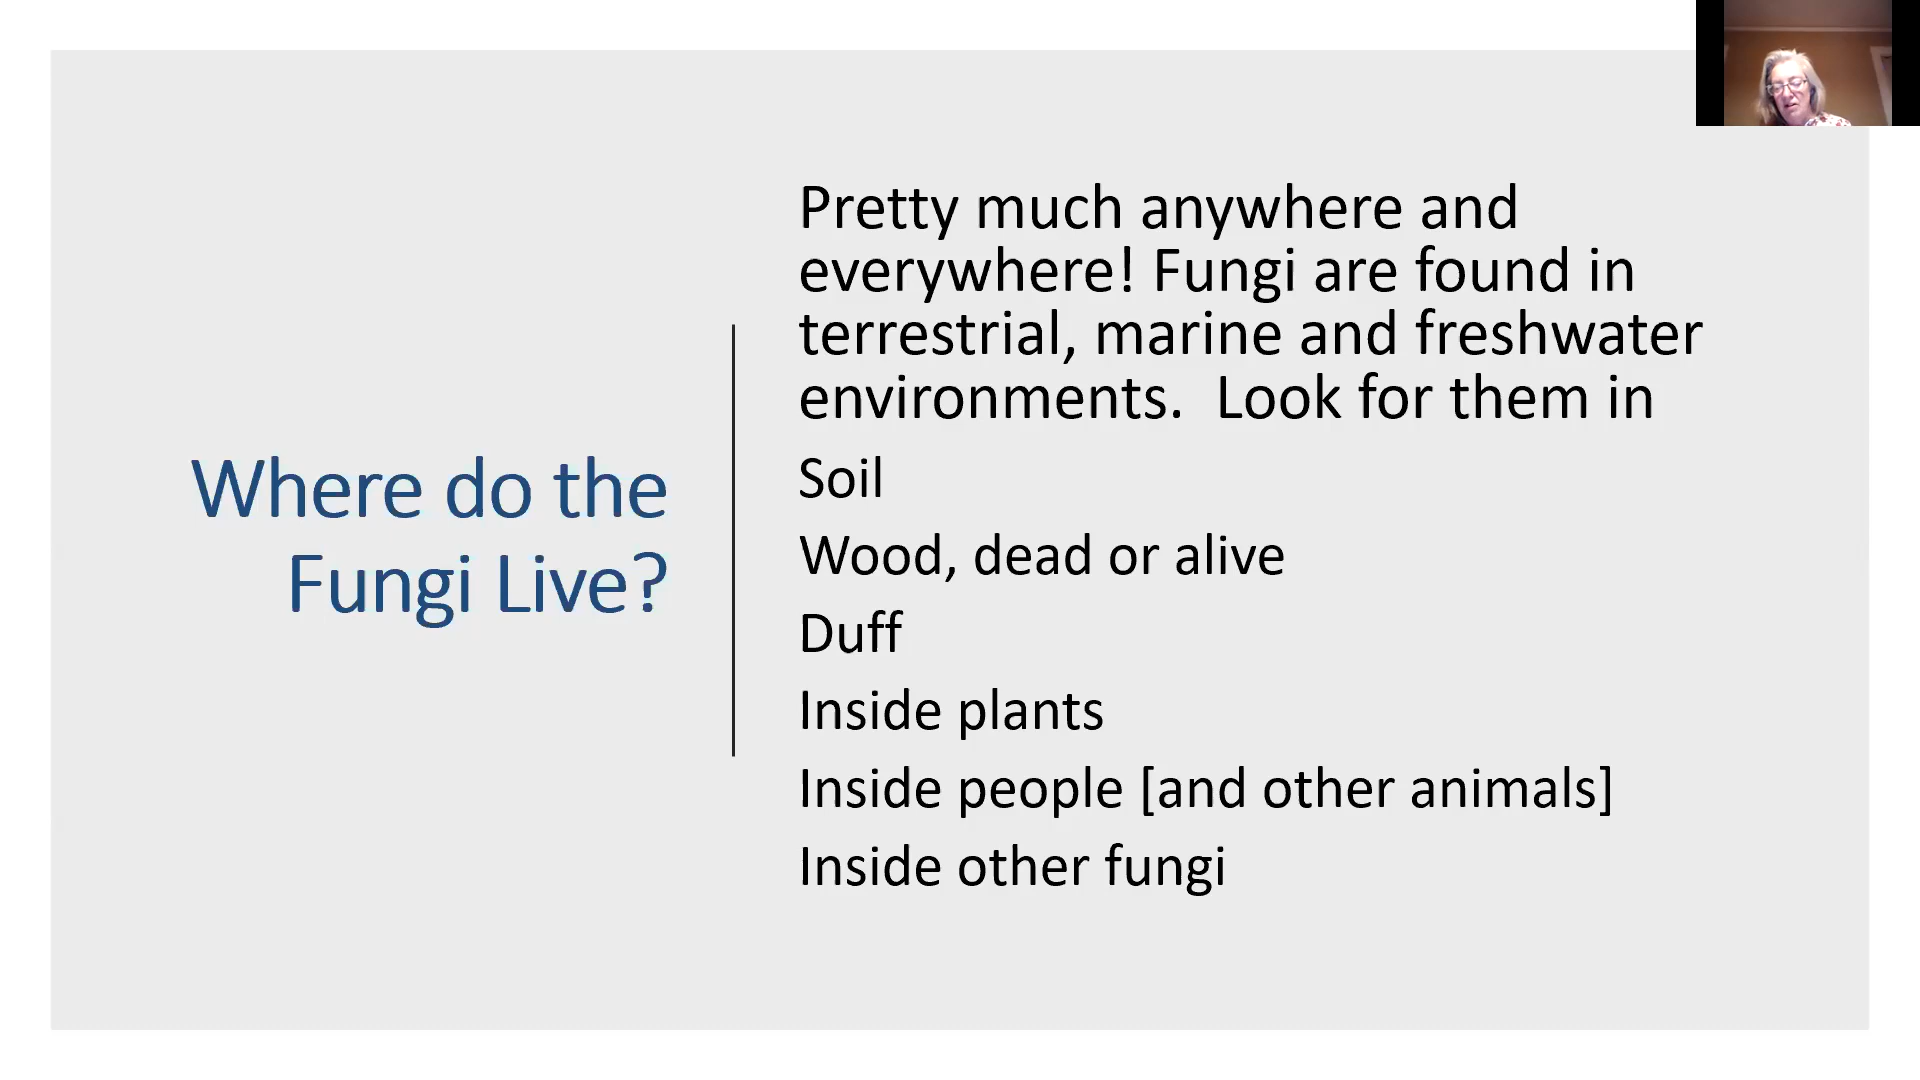 Where do the
Fungi Live?
Pretty much anywhere and
everywhere! Fungi are found in
terrestrial, marine and freshwater
environments.  Look for them in
Soil
Wood, dead or alive
Duff
Inside plants
Inside people [and other animals]
Inside other fungi